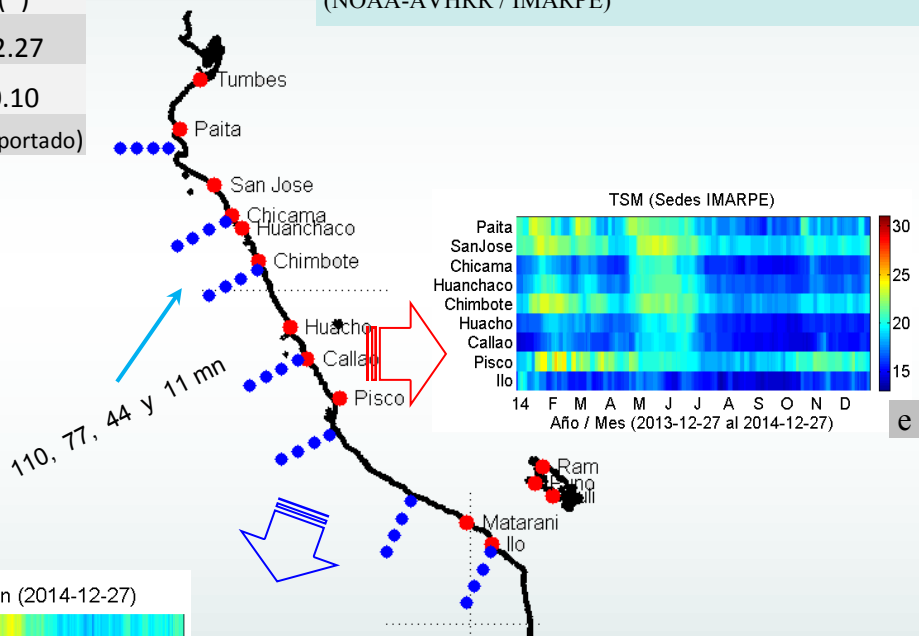 (NOAA-AVHRR / IMARPE)
2.27
.10
portado)
Tumbes
Paita
San Jose
Chicama
Huanchaco
Chimbote
Huacho
Callao
Pisco
110, 77, 44 y 11 mn
TSM (Sedes IMARPE)
Paita
SanJose
Chicama
Huanchaco
Chimbote
Huacho
Callao
Pisco
Ilo
30
25
20
15
14 F M A M J J A S O N D
Año / Mes (2013-12-27 al 2014-12-27)
e
Ram
Matarani
Ilo
n (2014-12-27)